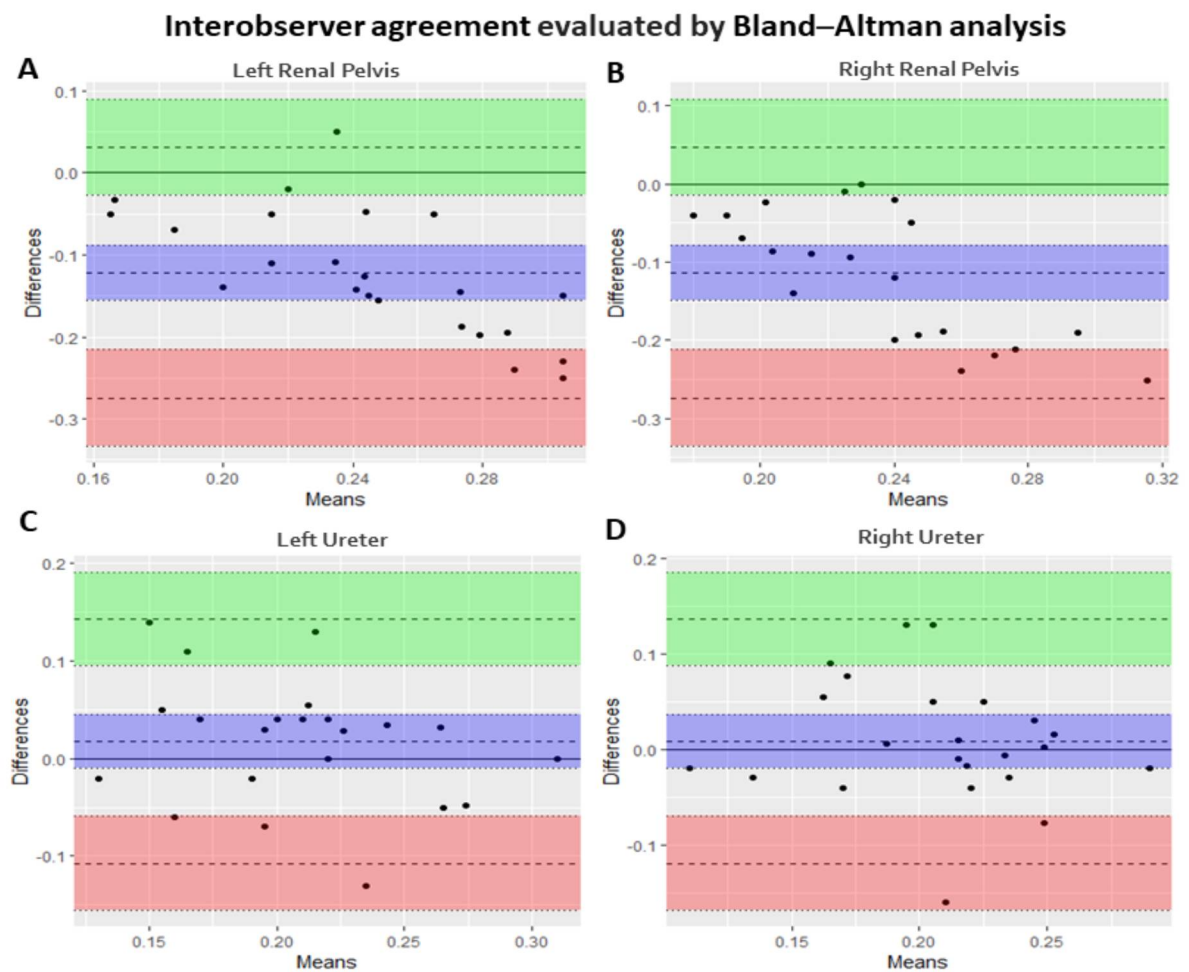 Interobserver agreement evaluated by Bland–Altman analysis
A
Left Renal Pelvis
0.1
0.0
-0.1
-0.2
-0.3
Differences
0.16
0.20
0.24
0.28
Means
B
Right Renal Pelvis
0.1
0.0
-0.1
-0.2
-0.3
Differences
0.20
0.24
0.28
0.32
Means
C
Left Ureter
0.2
0.1
0.0
-0.1
Differences
0.15
0.20
0.25
0.30
Means
D
Right Ureter
0.2
0.1
0.0
-0.1
Differences
0.15
0.20
0.25
Means